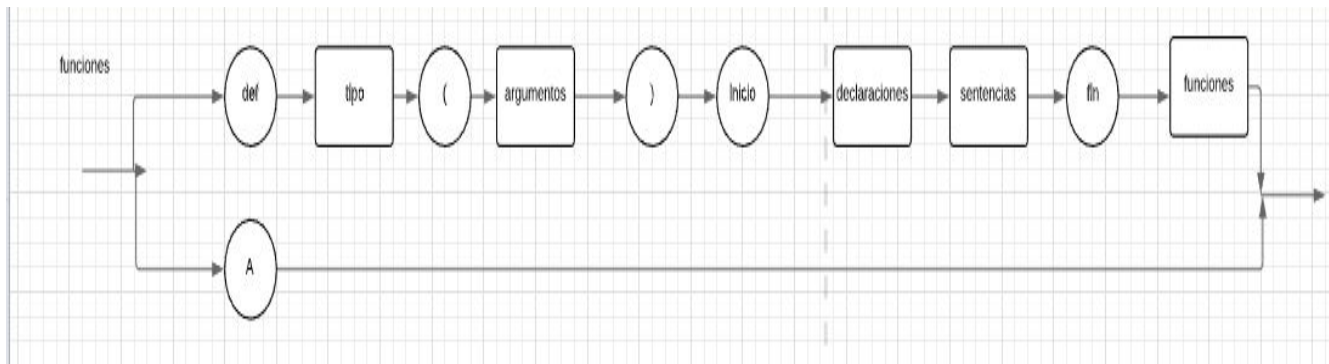 funciones
def
tipo
(
argumentos
)
Inicio
declaraciones
sentencias
fin
funciones
A